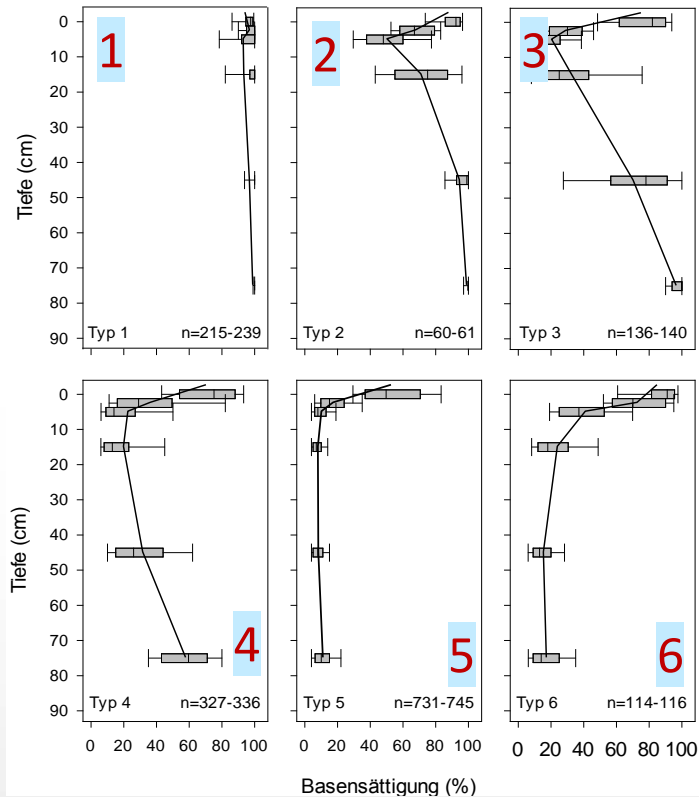 1
2
3
Tiefe (cm)
0
10
20
30
40
50
60
70
80
90
Typ 1 n=215-239
Typ 2 n=60-61
Typ 3 n=136-140
4
5
6
Tiefe (cm)
0
10
20
30
40
50
60
70
80
90
Typ 4 n=327-336
Typ 5 n=731-745
Typ 6 n=114-116
0 20 40 60 80 100
0 20 40 60 80 100
0 20 40 60 80 100
Basensättigung (%)